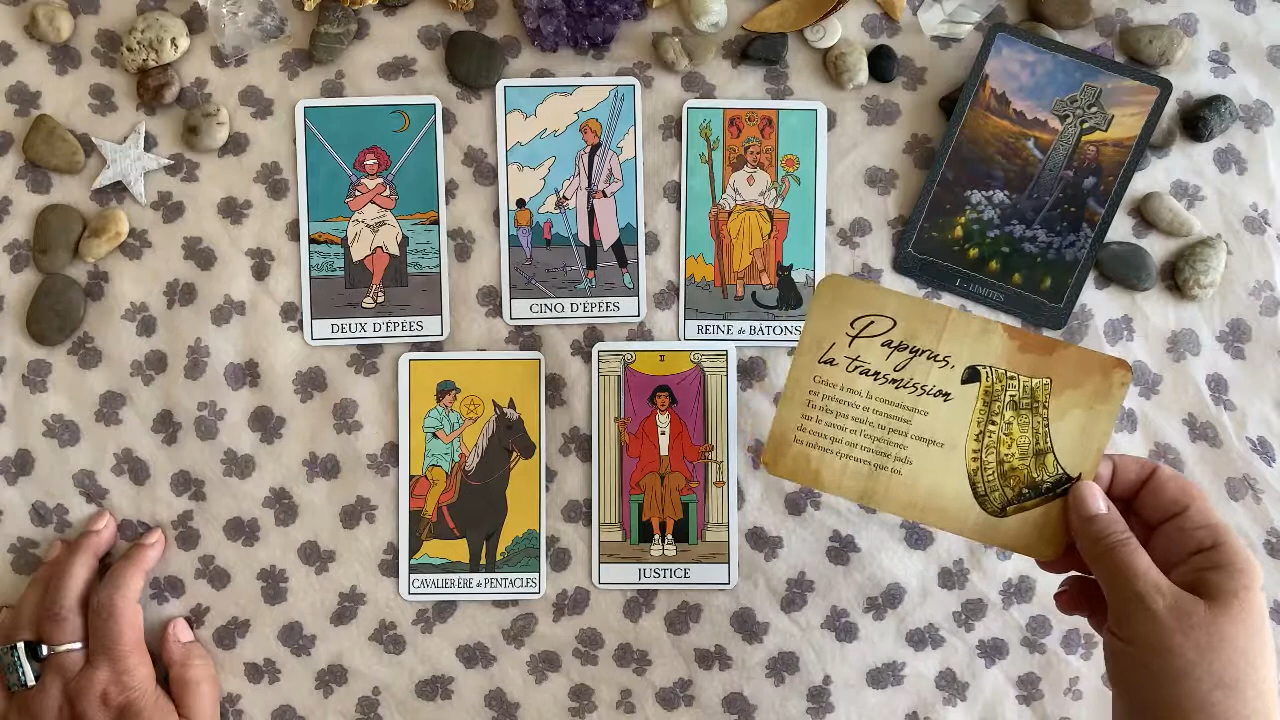 DEUX D'ÉPÉES
CINQ D'ÉPÉES
REINE de BÂTONS
I - LIMITES
CAVALIER·ÈRE de PENTACLES
II
JUSTICE
Papyrus,
la transmission
Grâce à moi, la connaissance
est préservée et transmise.
Tu n'es pas seul·e, tu peux compter
sur le savoir et l'expérience
de ceux qui ont traversé jadis
les mêmes épreuves que toi.